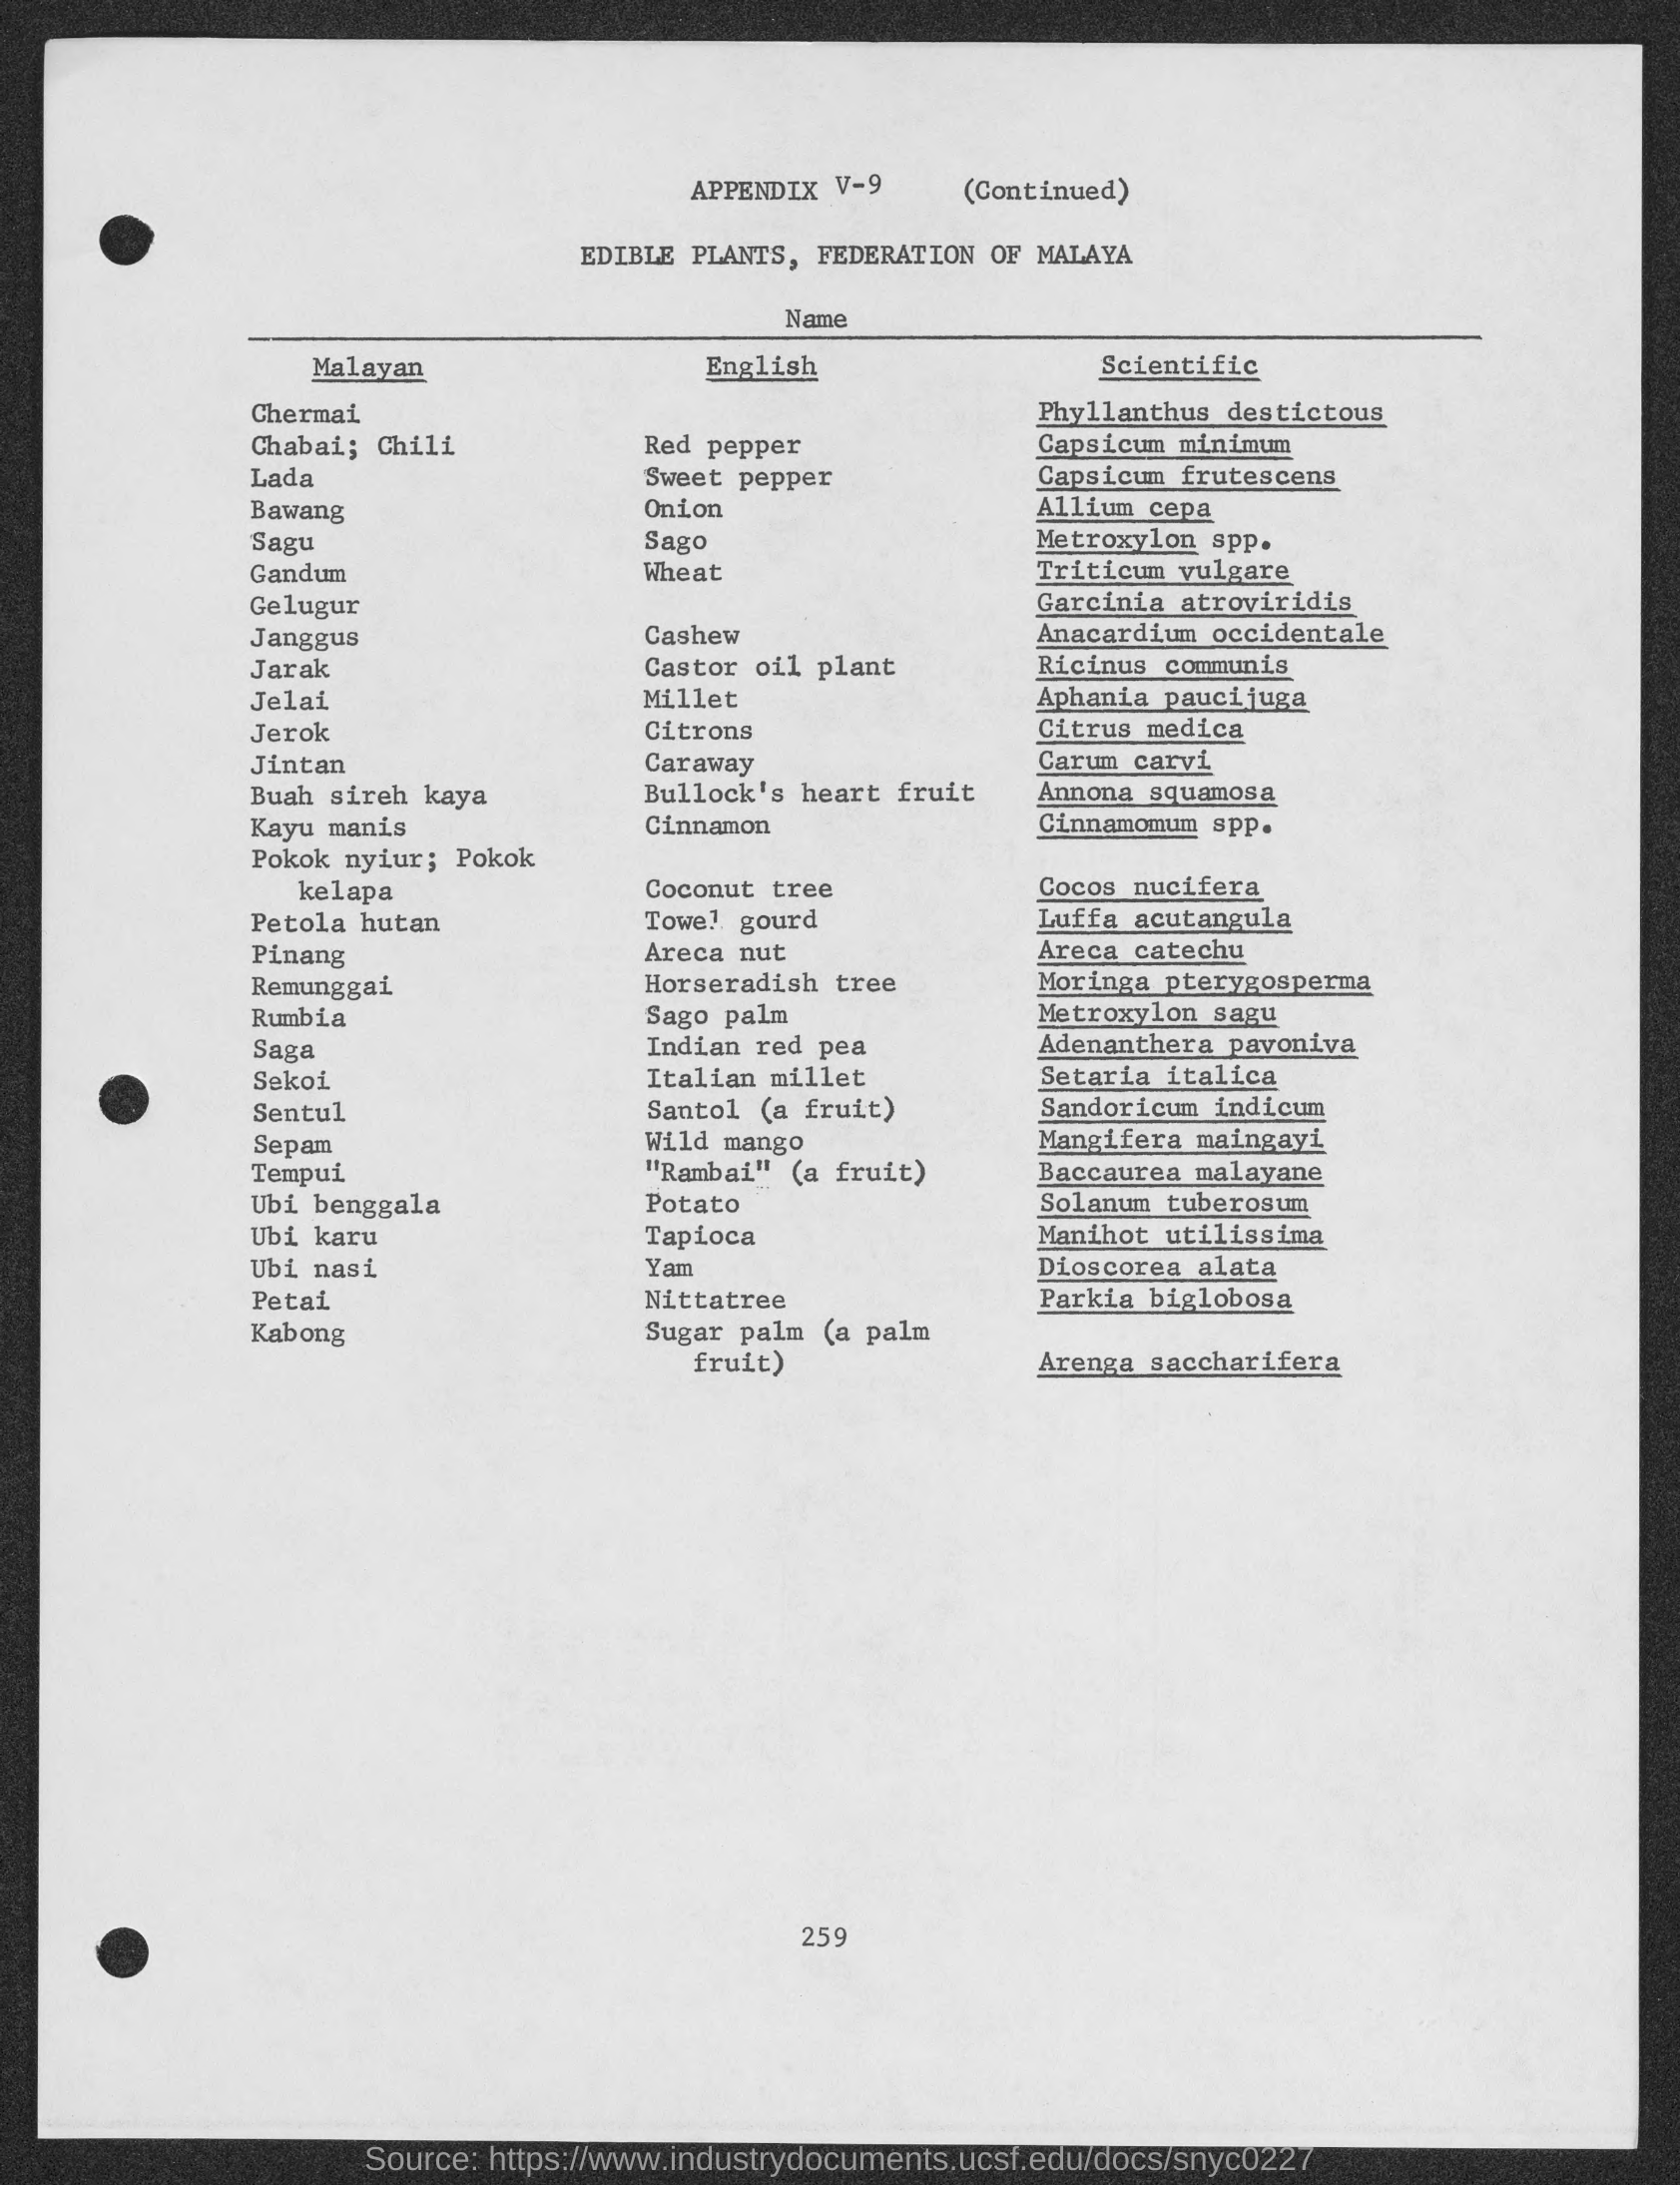 APPENDIX V-9 (Continued)
EDIBLE PLANTS, FEDERATION OF MALAYA
Name
Malayan English Scientific
Chermai Phyllanthus destictous
Chabai; Chili Red pepper Capsicum minimum
Lada Sweet pepper Capsicum frutescens
Bawang Onion Allium cepa
Sagu Sago Metroxylon spp.
Gandum Wheat Triticum vulgare
Gelugur Garcinia atroviridis
Janggus Cashew Anacardium occidentale
Jarak Castor oil plant Ricinus communis
Jelai Millet Aphania paucijuga
Jerok Citrons Citrus medica
Jintan Caraway Carum carvi
Buah sireh kaya Bullock's heart fruit Annona squamosa
Kayu manis Cinnamon Cinnamomum spp.
Pokok nyiur; Pokok
kelapa Coconut tree Cocos nucifera
Petola hutan Towel gourd Luffa acutangula
Pinang Areca nut Areca catechu
Remunggai Horseradish tree Moringa pterygosperma
Rumbia Sago palm Metroxylon sagu
Saga Indian red pea Adenanthera pavoniva
Sekoi Italian millet Setaria italica
Sentul Santol (a fruit) Sandoricum indicum
Sepam Wild mango Mangifera maingayi
Tempui "Rambai" (a fruit) Baccaurea malayane
Ubi benggala Potato Solanum tuberosum
Ubi karu Tapioca Manihot utilissima
Ubi nasi Yam Dioscorea alata
Petai Nittatree Parkia biglobosa
Kabong Sugar palm (a palm
fruit) Arenga saccharifera
259
Source: https://www.industrydocuments.ucsf.edu/docs/snyc0227